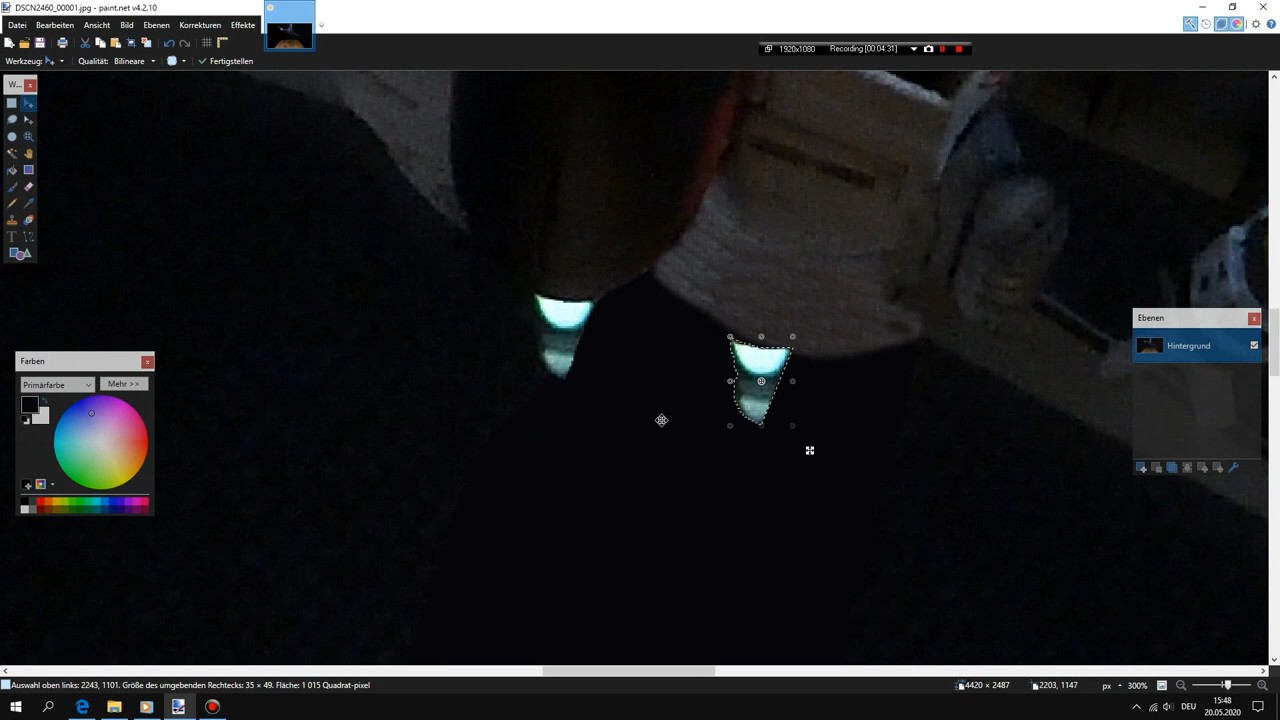 DSCN2460_00001.jpg - paint.net v4.2.10
Datei Bearbeiten Ansicht Bild Ebenen Korrekturen Effekte
1920x1080 Recording [00:04:31]
Werkzeug: Qualität: Bilineare Fertigstellen
W...
Ebenen
Hintergrund
Farben
Primärfarbe Mehr >>
Auswahl oben links: 2243, 1101. Größe des umgebenden Rechtecks: 35 × 49. Fläche: 1 015 Quadrat-pixel 4420 × 2487 2203, 1147 px 300%
DEU 15:48
20.05.2020